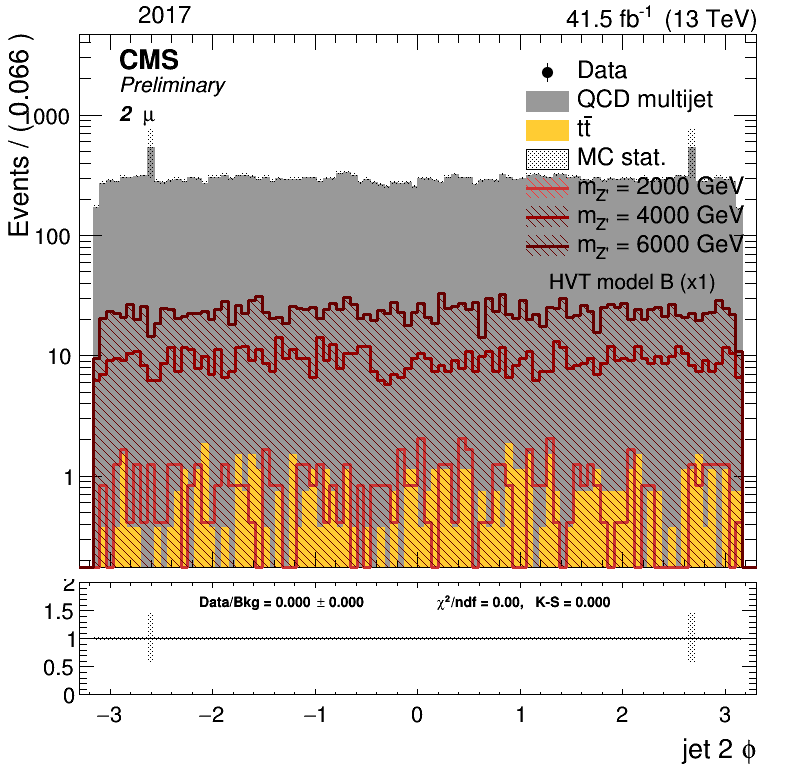 2017
41.5 fb⁻¹ (13 TeV)
CMS
Preliminary
2 μ
Data
QCD multijet
tt̄
MC stat.
m_Z' = 2000 GeV
m_Z' = 4000 GeV
m_Z' = 6000 GeV
HVT model B (x1)
Events / ( 0.066 )
1000
100
10
1
Data/Bkg = 0.000 ± 0.000
χ²/ndf = 0.00, K-S = 0.000
2
1.5
1
0.5
0
−3 −2 −1 0 1 2 3
jet 2 ϕ